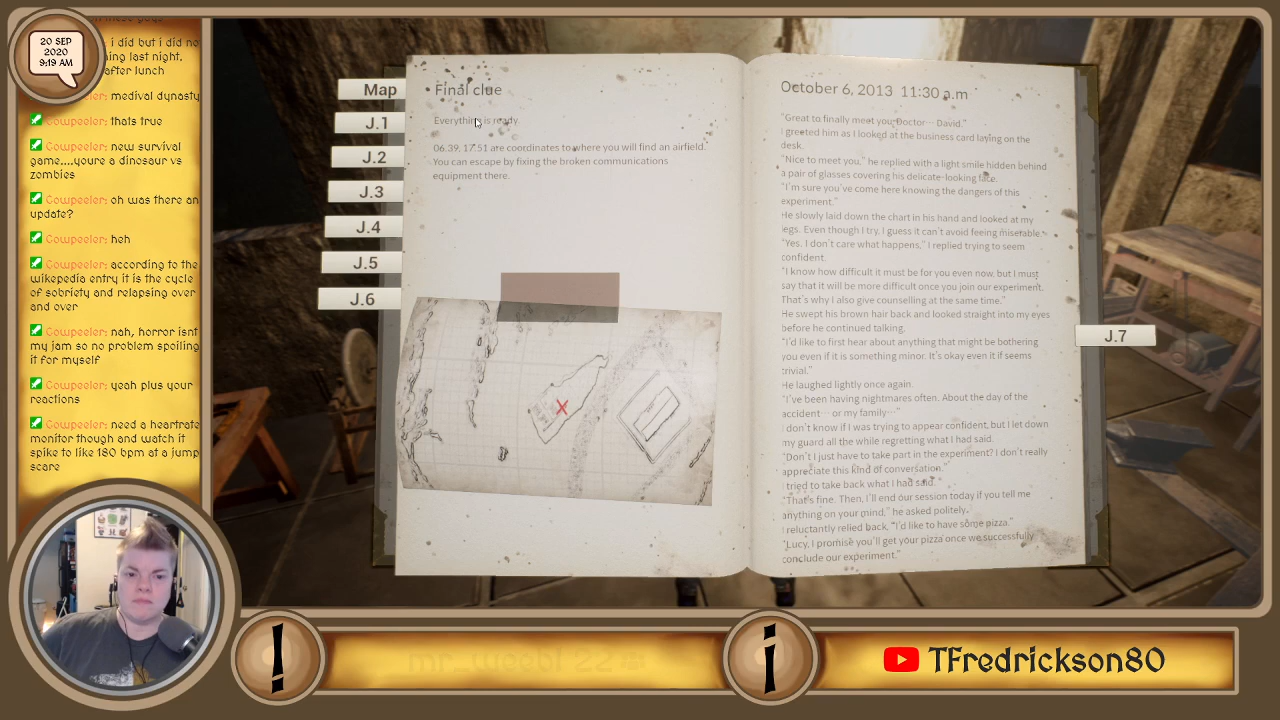 20 SEP
2020
9:19 AM
i did but i did no
ing last night.
after lunch
eler: medival dynasty
Cowpeeler: thats true
Cowpeeler: new survival
game....youre a dinosaur vs
zombies
Cowpeeler: oh was there an
update?
Cowpeeler: heh
Cowpeeler: according to the
wikepedia entry it is the cycle
of sobriety and relapsing over
and over
Cowpeeler: nah, horror isnt
my jam so no problem spoiling
it for myself
Cowpeeler: yeah plus your
reactions
Cowpeeler: need a heartrate
monitor though and watch it
spike to like 180 bpm at a jump
scare
Map
J.1
J.2
J.3
J.4
J.5
J.6
Final clue
Everything is ready.
06.39, 17.51 are coordinates to where you will find an airfield.
You can escape by fixing the broken communications
equipment there.
October 6, 2013 11:30 a.m
"Great to finally meet you, Doctor… David."
I greeted him as I looked at the business card laying on the
desk.
"Nice to meet you," he replied with a light smile hidden behind
a pair of glasses covering his delicate-looking face.
"I'm sure you've come here knowing the dangers of this
experiment."
He slowly laid down the chart in his hand and looked at my
legs. Even though I try, I guess it can't avoid feeing miserable.
"Yes. I don't care what happens," I replied trying to seem
confident.
"I know how difficult it must be for you even now, but I must
say that it will be more difficult once you join our experiment.
That's why I also give counselling at the same time."
He swept his brown hair back and looked straight into my eyes
before he continued talking.
"I'd like to first hear about anything that might be bothering
you even if it is something minor. It's okay even it if seems
trivial."
He laughed lightly once again.
"I've been having nightmares often. About the day of the
accident… or my family…"
I don't know if I was trying to appear confident, but I let down
my guard all the while regretting what I had said.
"Don't I just have to take part in the experiment? I don't really
appreciate this kind of conversation."
I tried to take back what I had said.
"That's fine. Then, I'll end our session today if you tell me
anything on your mind," he asked politely.
I reluctantly relied back, "I'd like to have some pizza."
"Lucy, I promise you'll get your pizza once we successfully
conclude our experiment."
J.7
!
mr_weebl 22
i
TFredrickson80